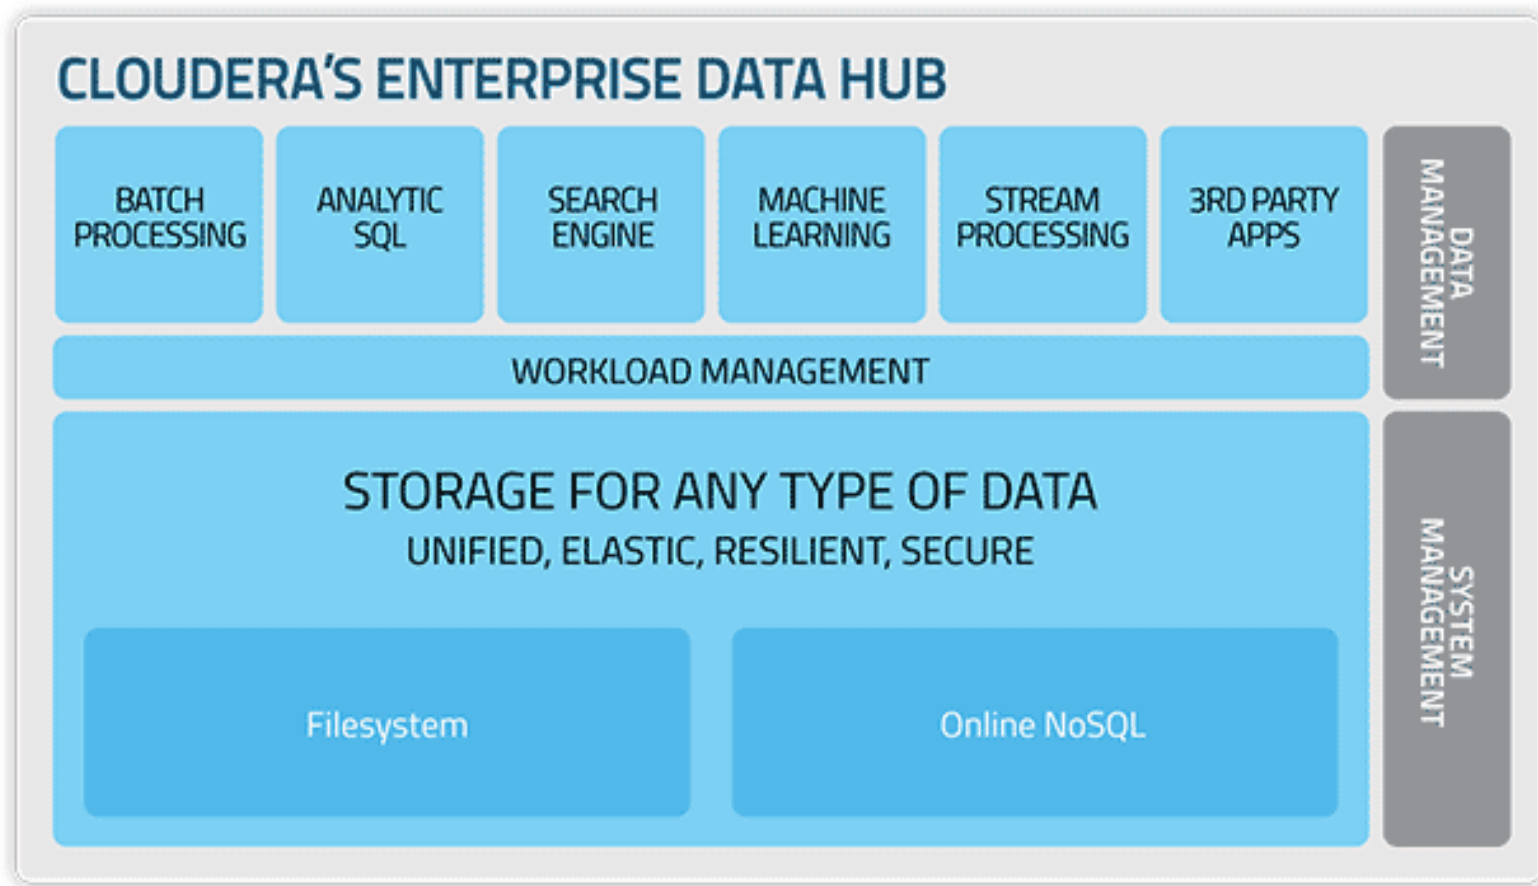 CLOUDERA'S ENTERPRISE DATA HUB
BATCH
PROCESSING
ANALYTIC
SQL
SEARCH
ENGINE
MACHINE
LEARNING
STREAM
PROCESSING
3RD PARTY
APPS
DATA
MANAGEMENT
WORKLOAD MANAGEMENT
STORAGE FOR ANY TYPE OF DATA
UNIFIED, ELASTIC, RESILIENT, SECURE
Filesystem
Online NoSQL
SYSTEM
MANAGEMENT